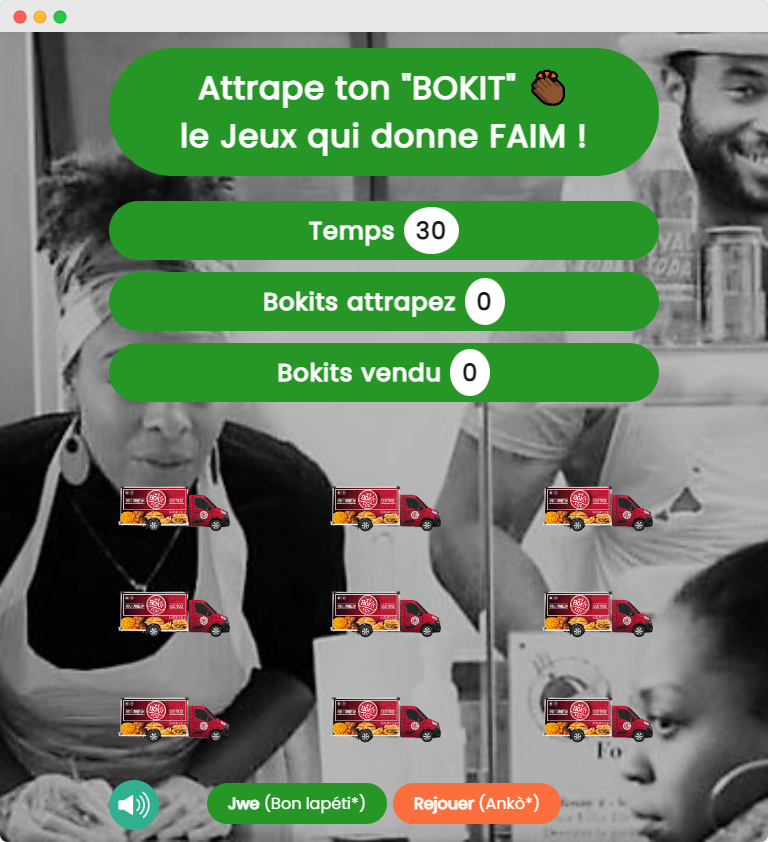 Attrape ton "BOKIT" 👏🏾
le Jeux qui donne FAIM !
Temps 30
Bokits attrapez 0
Bokits vendu 0
Jwe (Bon lapéti*)
Rejouer (Ankò*)